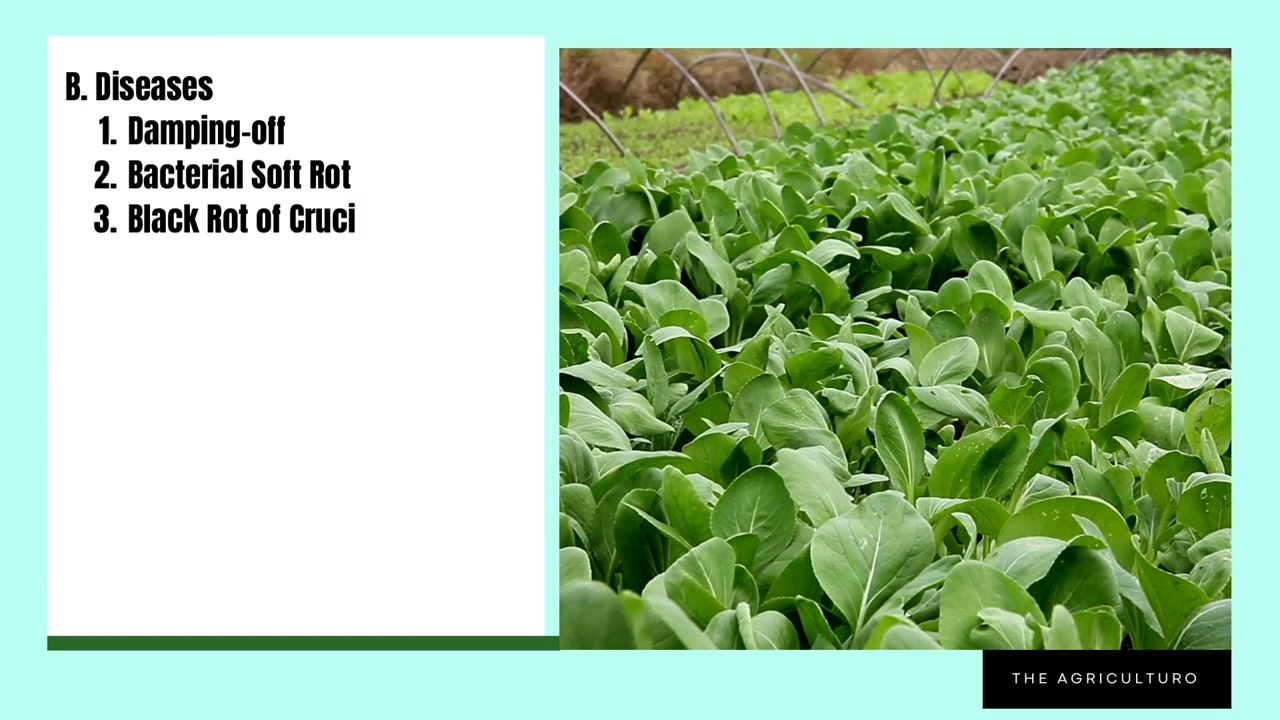 B. Diseases
1. Damping-off
2. Bacterial Soft Rot
3. Black Rot of Cruci
THE AGRICULTURO